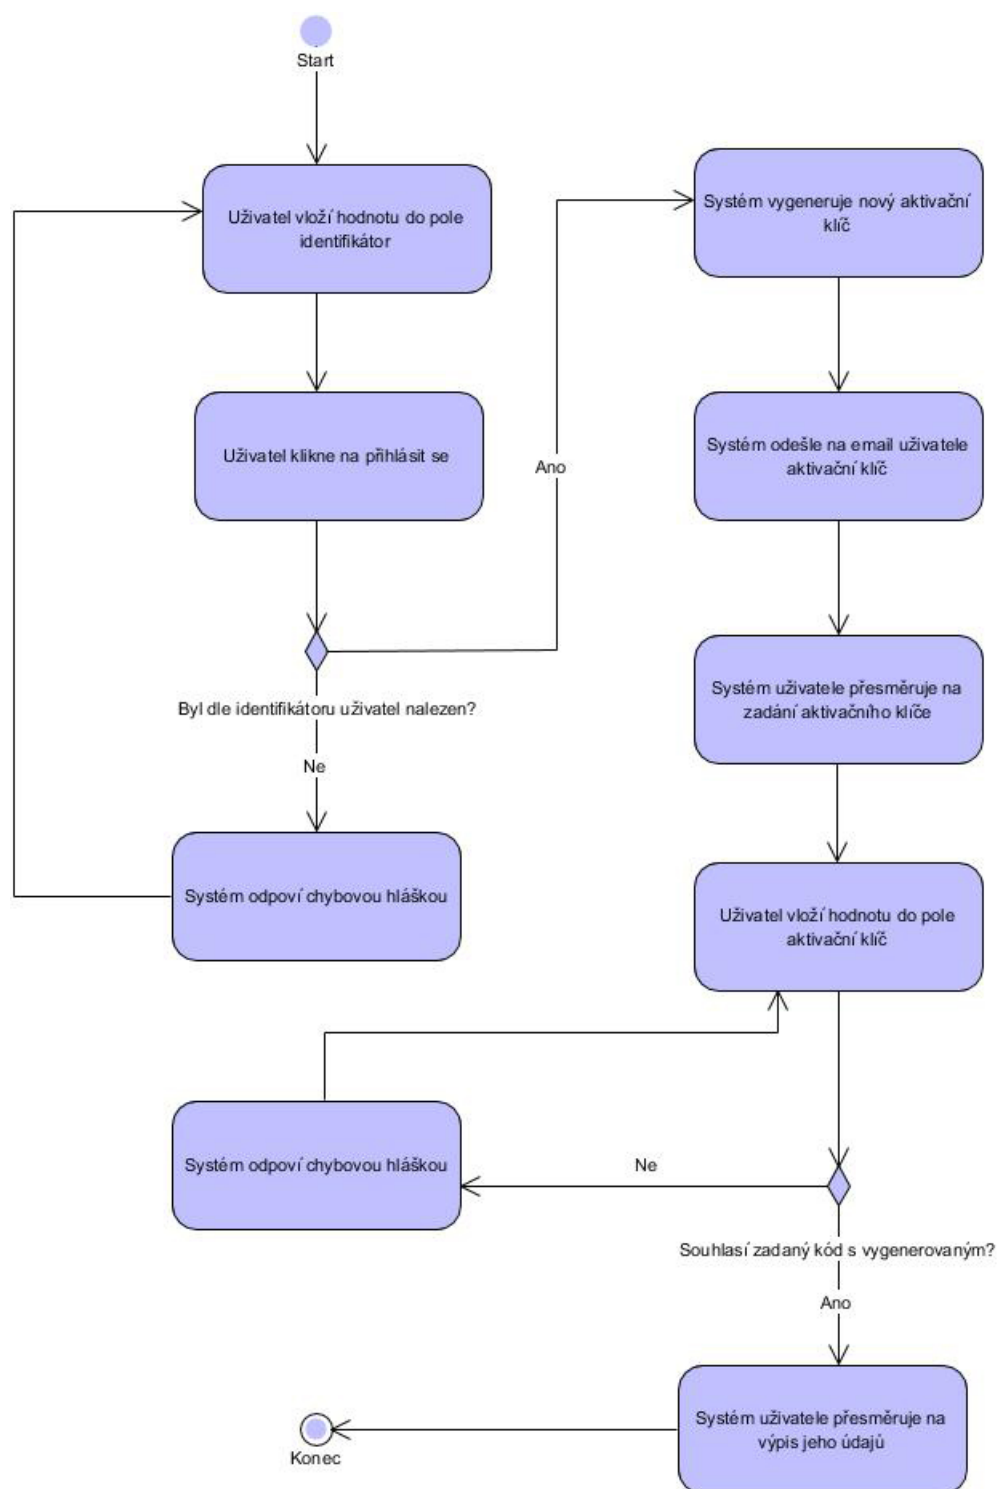 Start
Uživatel vloží hodnotu do pole
identifikátor
Uživatel klikne na přihlásit se
Byl dle identifikátoru uživatel nalezen?
Ne
Systém odpoví chybovou hláškou
Ano
Systém vygeneruje nový aktivační
klíč
Systém odešle na email uživatele
aktivační klíč
Systém uživatele přesměruje na
zadání aktivačního klíče
Uživatel vloží hodnotu do pole
aktivační klíč
Ne
Systém odpoví chybovou hláškou
Souhlasí zadaný kód s vygenerovaným?
Ano
Systém uživatele přesměruje na
výpis jeho údajů
Konec